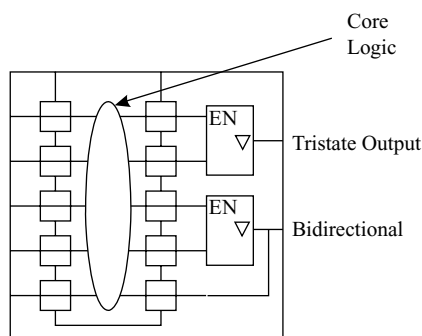 Core
Logic
EN
Tristate Output
EN
Bidirectional